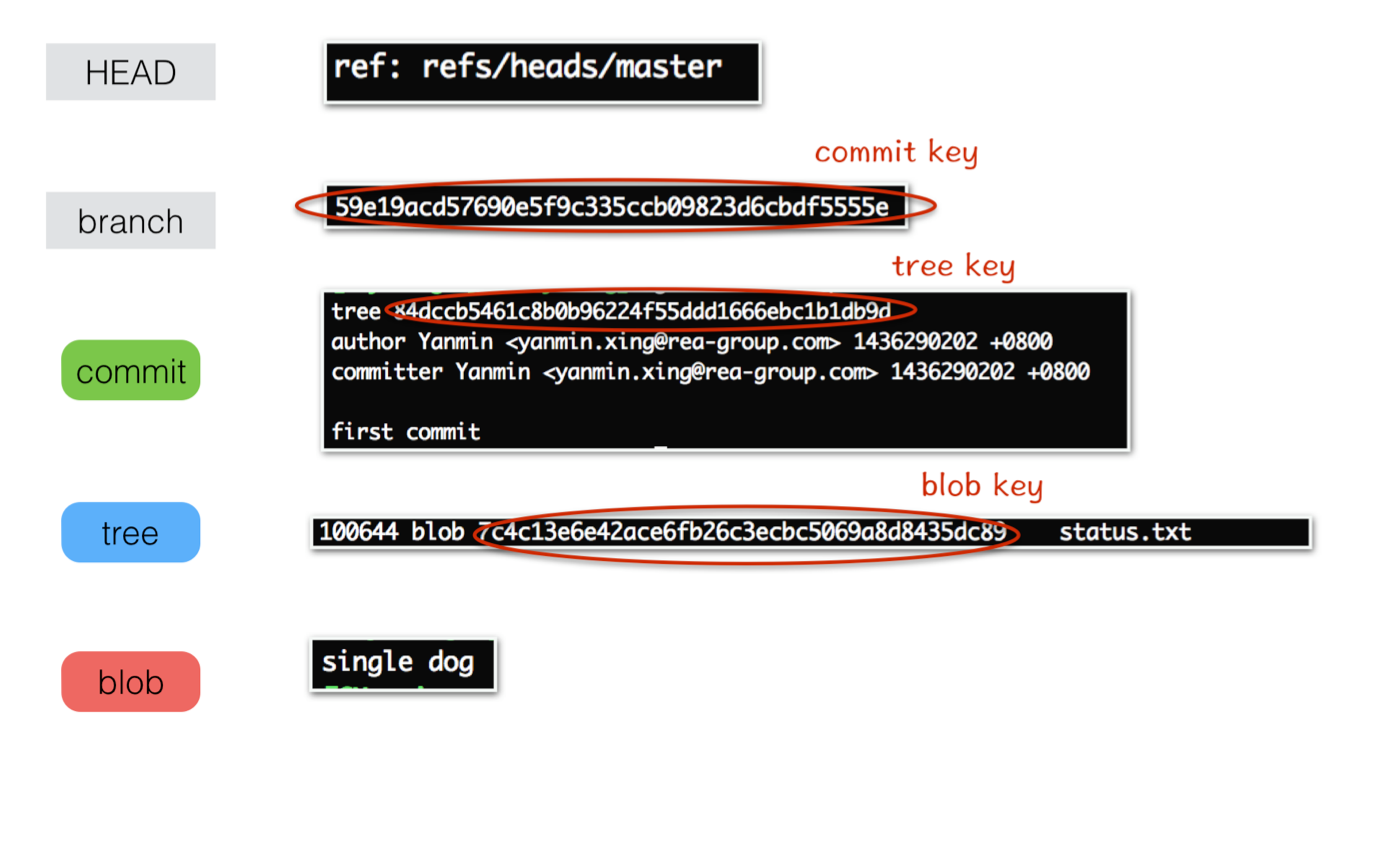 HEAD
ref: refs/heads/master
commit key
branch
59e19acd57690e5f9c335ccb09823d6cbdf5555e
tree key
tree 84dccb5461c8b0b96224f55ddd1666ebc1b1db9d
author Yanmin <yanmin.xing@rea-group.com> 1436290202 +0800
commit
committer Yanmin <yanmin.xing@rea-group.com> 1436290202 +0800
first commit
blob key
tree
100644 blob 7c4c13e6e42ace6fb26c3ecbc5069a8d8435dc89 status.txt
blob
single dog